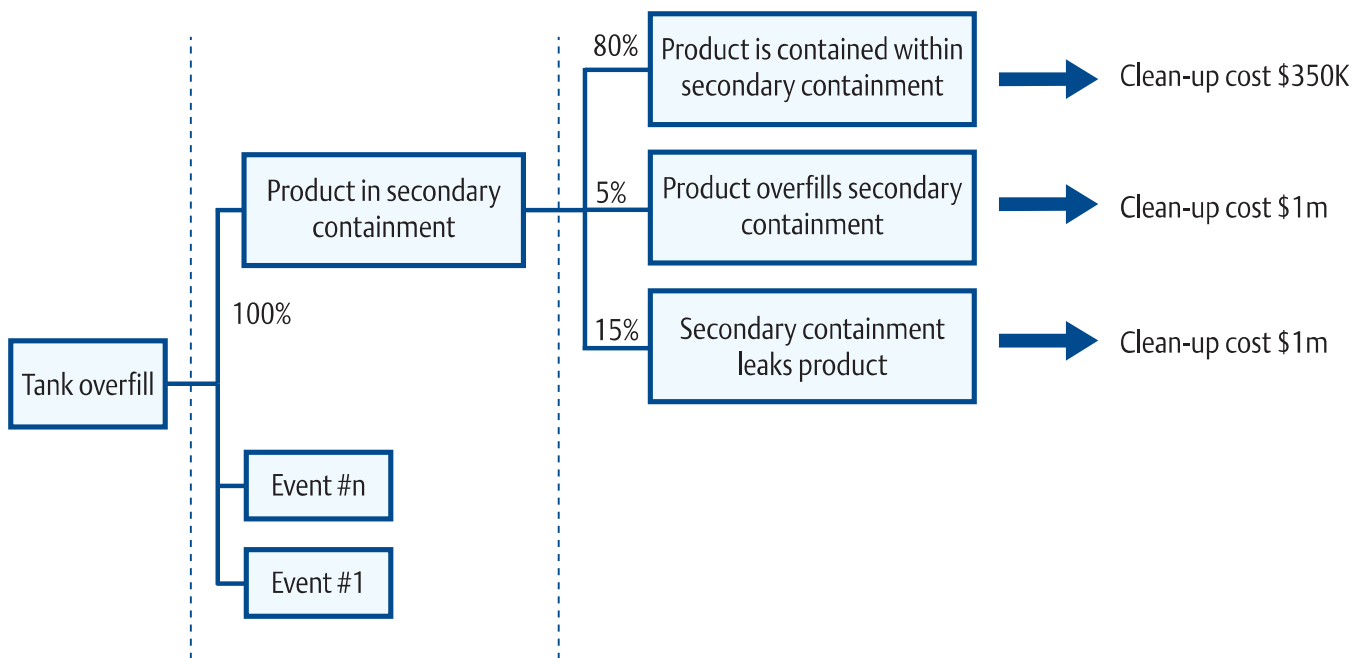 80%
Product is contained within
secondary containment
Clean-up cost $350K
Product in secondary
containment
5%
Product overfills secondary
containment
Clean-up cost $1m
100%
15%
Secondary containment
leaks product
Clean-up cost $1m
Tank overfill
Event #n
Event #1